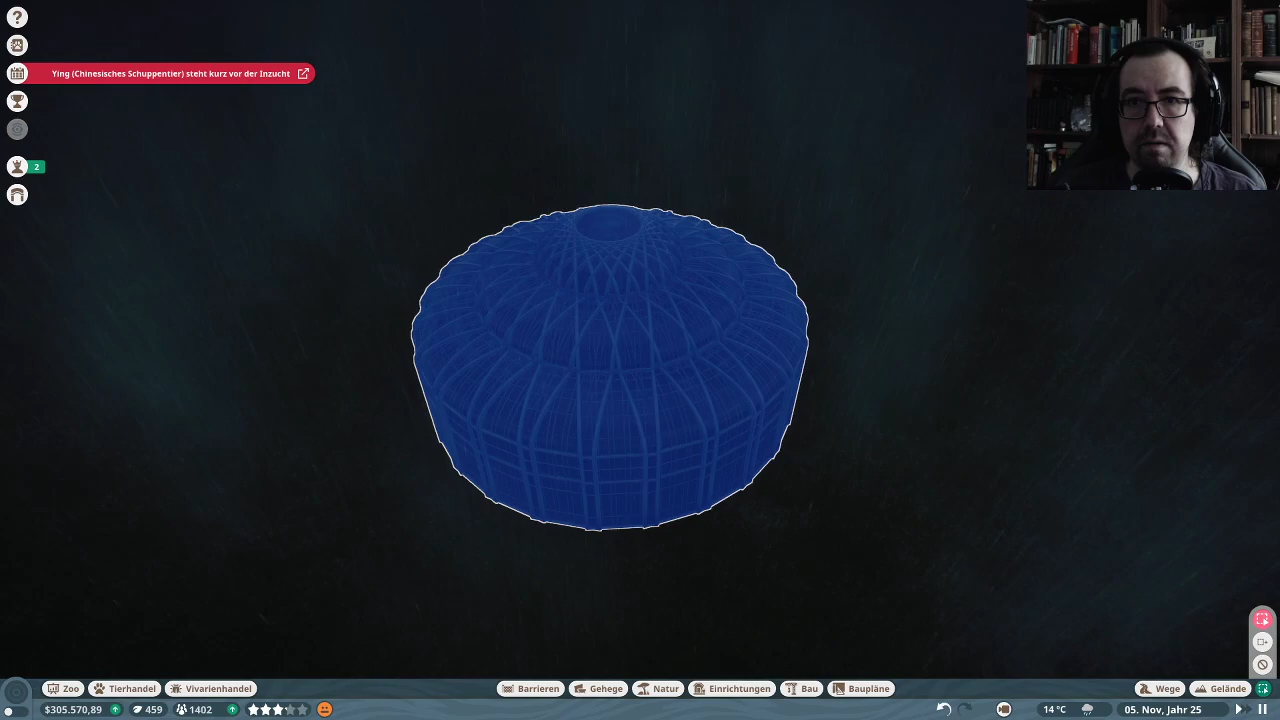 ?
Ying (Chinesisches Schuppentier) steht kurz vor der Inzucht
2
Zoo
Tierhandel
Vivarienhandel
Barrieren
Gehege
Natur
Einrichtungen
Bau
Baupläne
Wege
Gelände
$305.570,89
459
1402
14 °C
05. Nov, Jahr 25